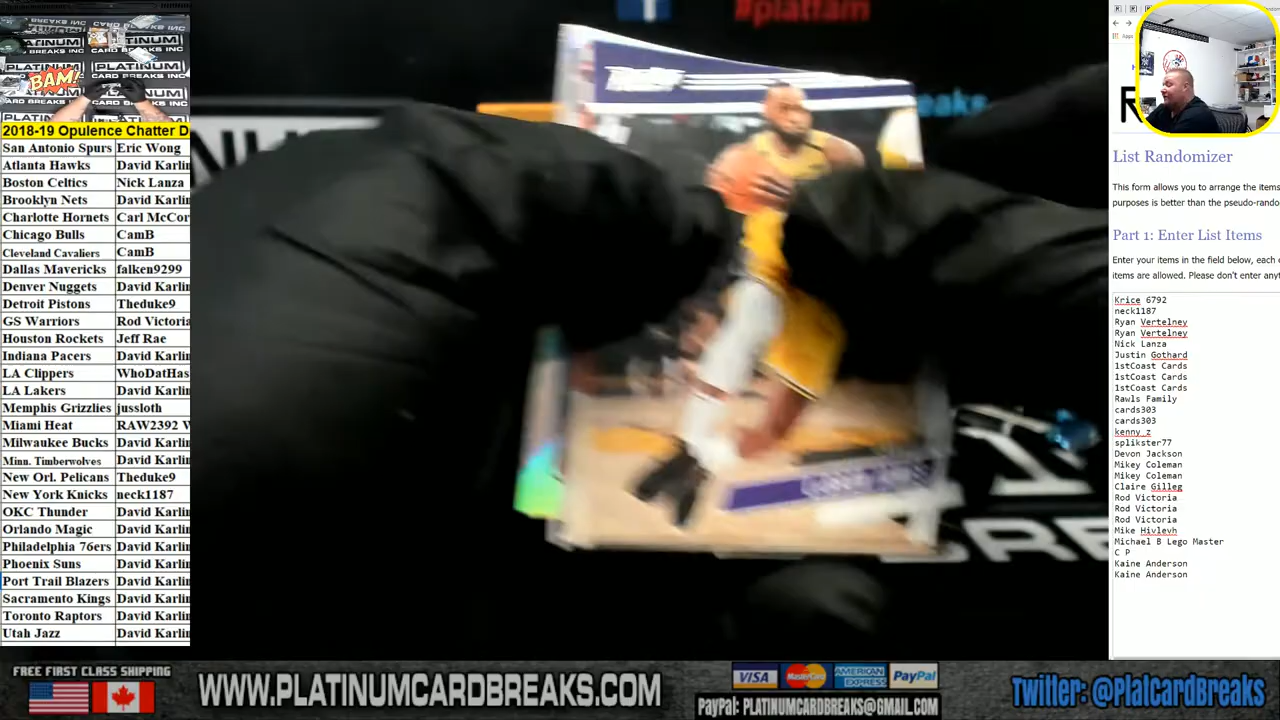 PLATINUM
CARD BREAKS INC
BAM!
2018-19 Opulence Chatter D
San Antonio Spurs Eric Wong
Atlanta Hawks David Karlin
Boston Celtics Nick Lanza
Brooklyn Nets David Karlin
Charlotte Hornets Carl McCor
Chicago Bulls CamB
Cleveland Cavaliers CamB
Dallas Mavericks falken9299
Denver Nuggets David Karlin
Detroit Pistons Theduke9
GS Warriors Rod Victoria
Houston Rockets Jeff Rae
Indiana Pacers David Karlin
LA Clippers WhoDatHas
LA Lakers David Karlin
Memphis Grizzlies jussloth
Miami Heat RAW2392 W
Milwaukee Bucks David Karlin
Minn. Timberwolves David Karlin
New Orl. Pelicans Theduke9
New York Knicks neck1187
OKC Thunder David Karlin
Orlando Magic David Karlin
Philadelphia 76ers David Karlin
Phoenix Suns David Karlin
Port Trail Blazers David Karlin
Sacramento Kings David Karlin
Toronto Raptors David Karlin
Utah Jazz David Karlin
#platfam
List Randomizer
This form allows you to arrange the items
purposes is better than the pseudo-rando
Part 1: Enter List Items
Enter your items in the field below, each
items are allowed. Please don't enter anyt
Krice 6792
neck1187
Ryan Vertelney
Ryan Vertelney
Nick Lanza
Justin Gothard
1stCoast Cards
1stCoast Cards
1stCoast Cards
Rawls Family
cards303
cards303
kenny z
splikster77
Devon Jackson
Mikey Coleman
Mikey Coleman
Claire Gilleg
Rod Victoria
Rod Victoria
Rod Victoria
Mike Hivlevh
Michael B Lego Master
C P
Kaine Anderson
Kaine Anderson
FREE FIRST CLASS SHIPPING
WWW.PLATINUMCARDBREAKS.COM
VISA MasterCard AMERICAN EXPRESS PayPal
PayPal: PLATINUMCARDBREAKS@GMAIL.COM
Twitter: @PlatCardBreaks